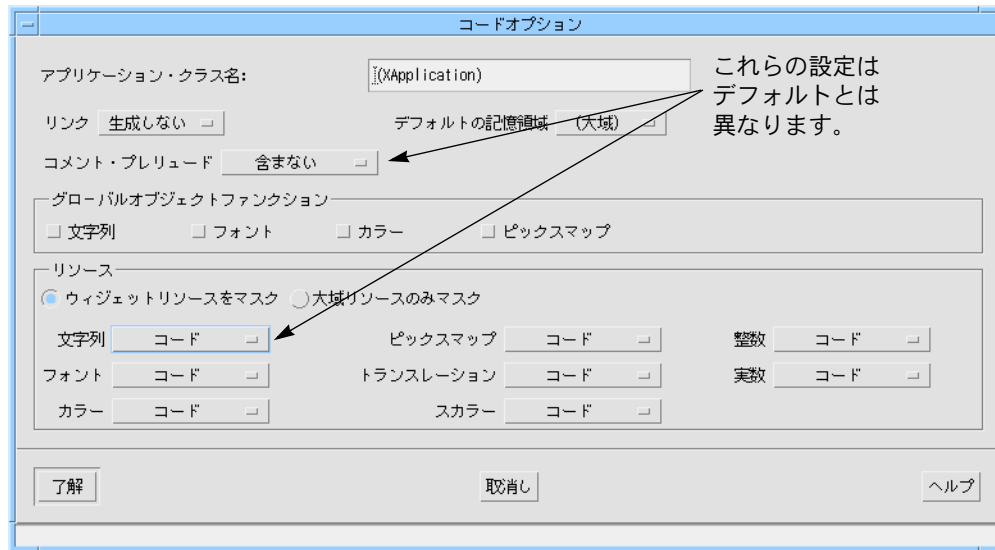 コードオプション
アプリケーション・クラス名: (XApplication)
これらの設定は
デフォルトとは
異なります。
リンク 生成しない デフォルトの記憶領域 (大域)
コメント・プレリュード 含まない
グローバルオブジェクトファンクション
文字列 フォント カラー ピックスマップ
リソース
ウィジェットリソースをマスク 大域リソースのみマスク
文字列 コード ピックスマップ コード 整数 コード
フォント コード トランスレーション コード 実数 コード
カラー コード スカラー コード
了解 取消し ヘルプ